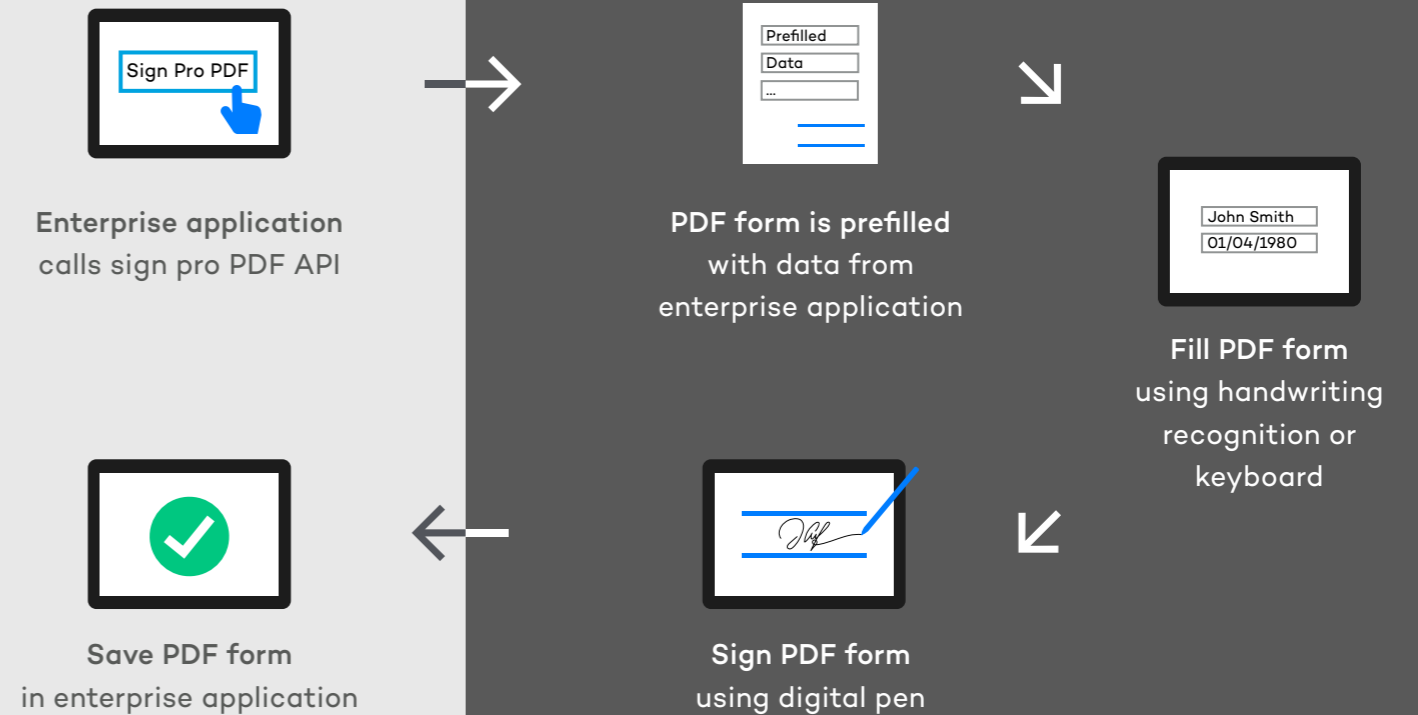 Sign Pro PDF
Enterprise application
calls sign pro PDF API
Prefilled
Data
...
PDF form is prefilled
with data from
enterprise application
John Smith
01/04/1980
Fill PDF form
using handwriting
recognition or
keyboard
Sign PDF form
using digital pen
Save PDF form
in enterprise application